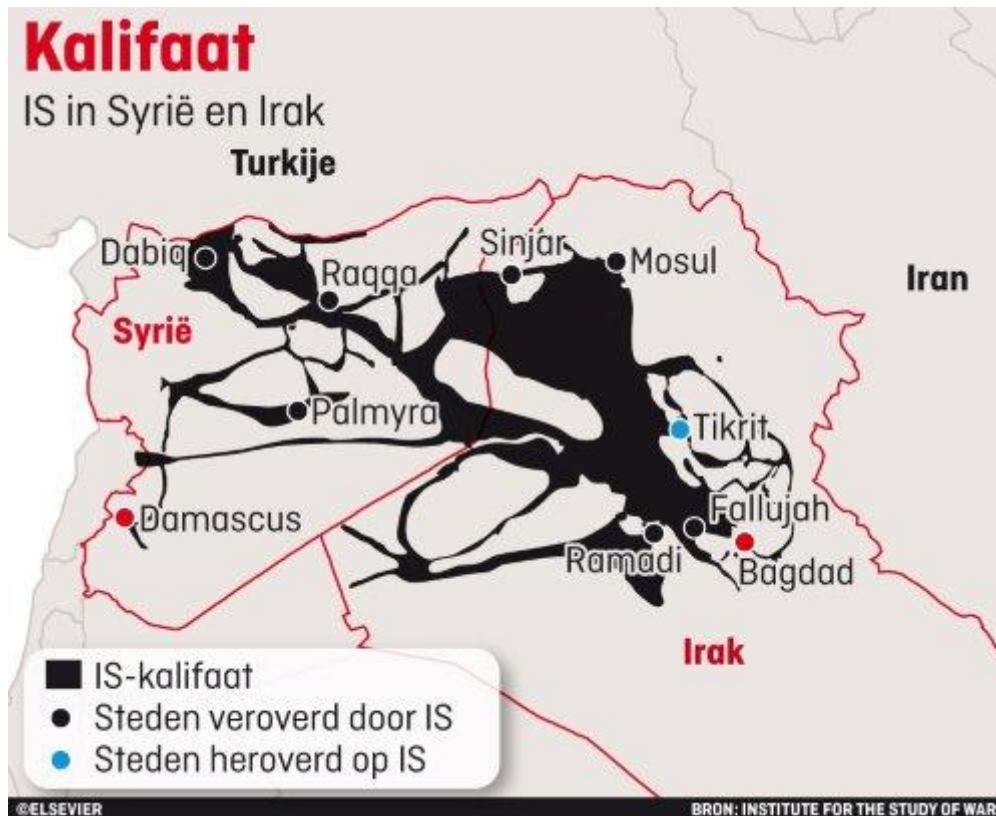 Kalifaat
IS in Syrië en Irak
Turkije
Dabiq
Sinjar
Mosul
Raqqa
Iran
Syrië
Palmyra
Tikrit
Damascus
Fallujah
Ramadi
Bagdad
Irak
IS-kalifaat
Steden veroverd door IS
Steden heroverd op IS
©ELSEVIER
BRON: INSTITUTE FOR THE STUDY OF WAR